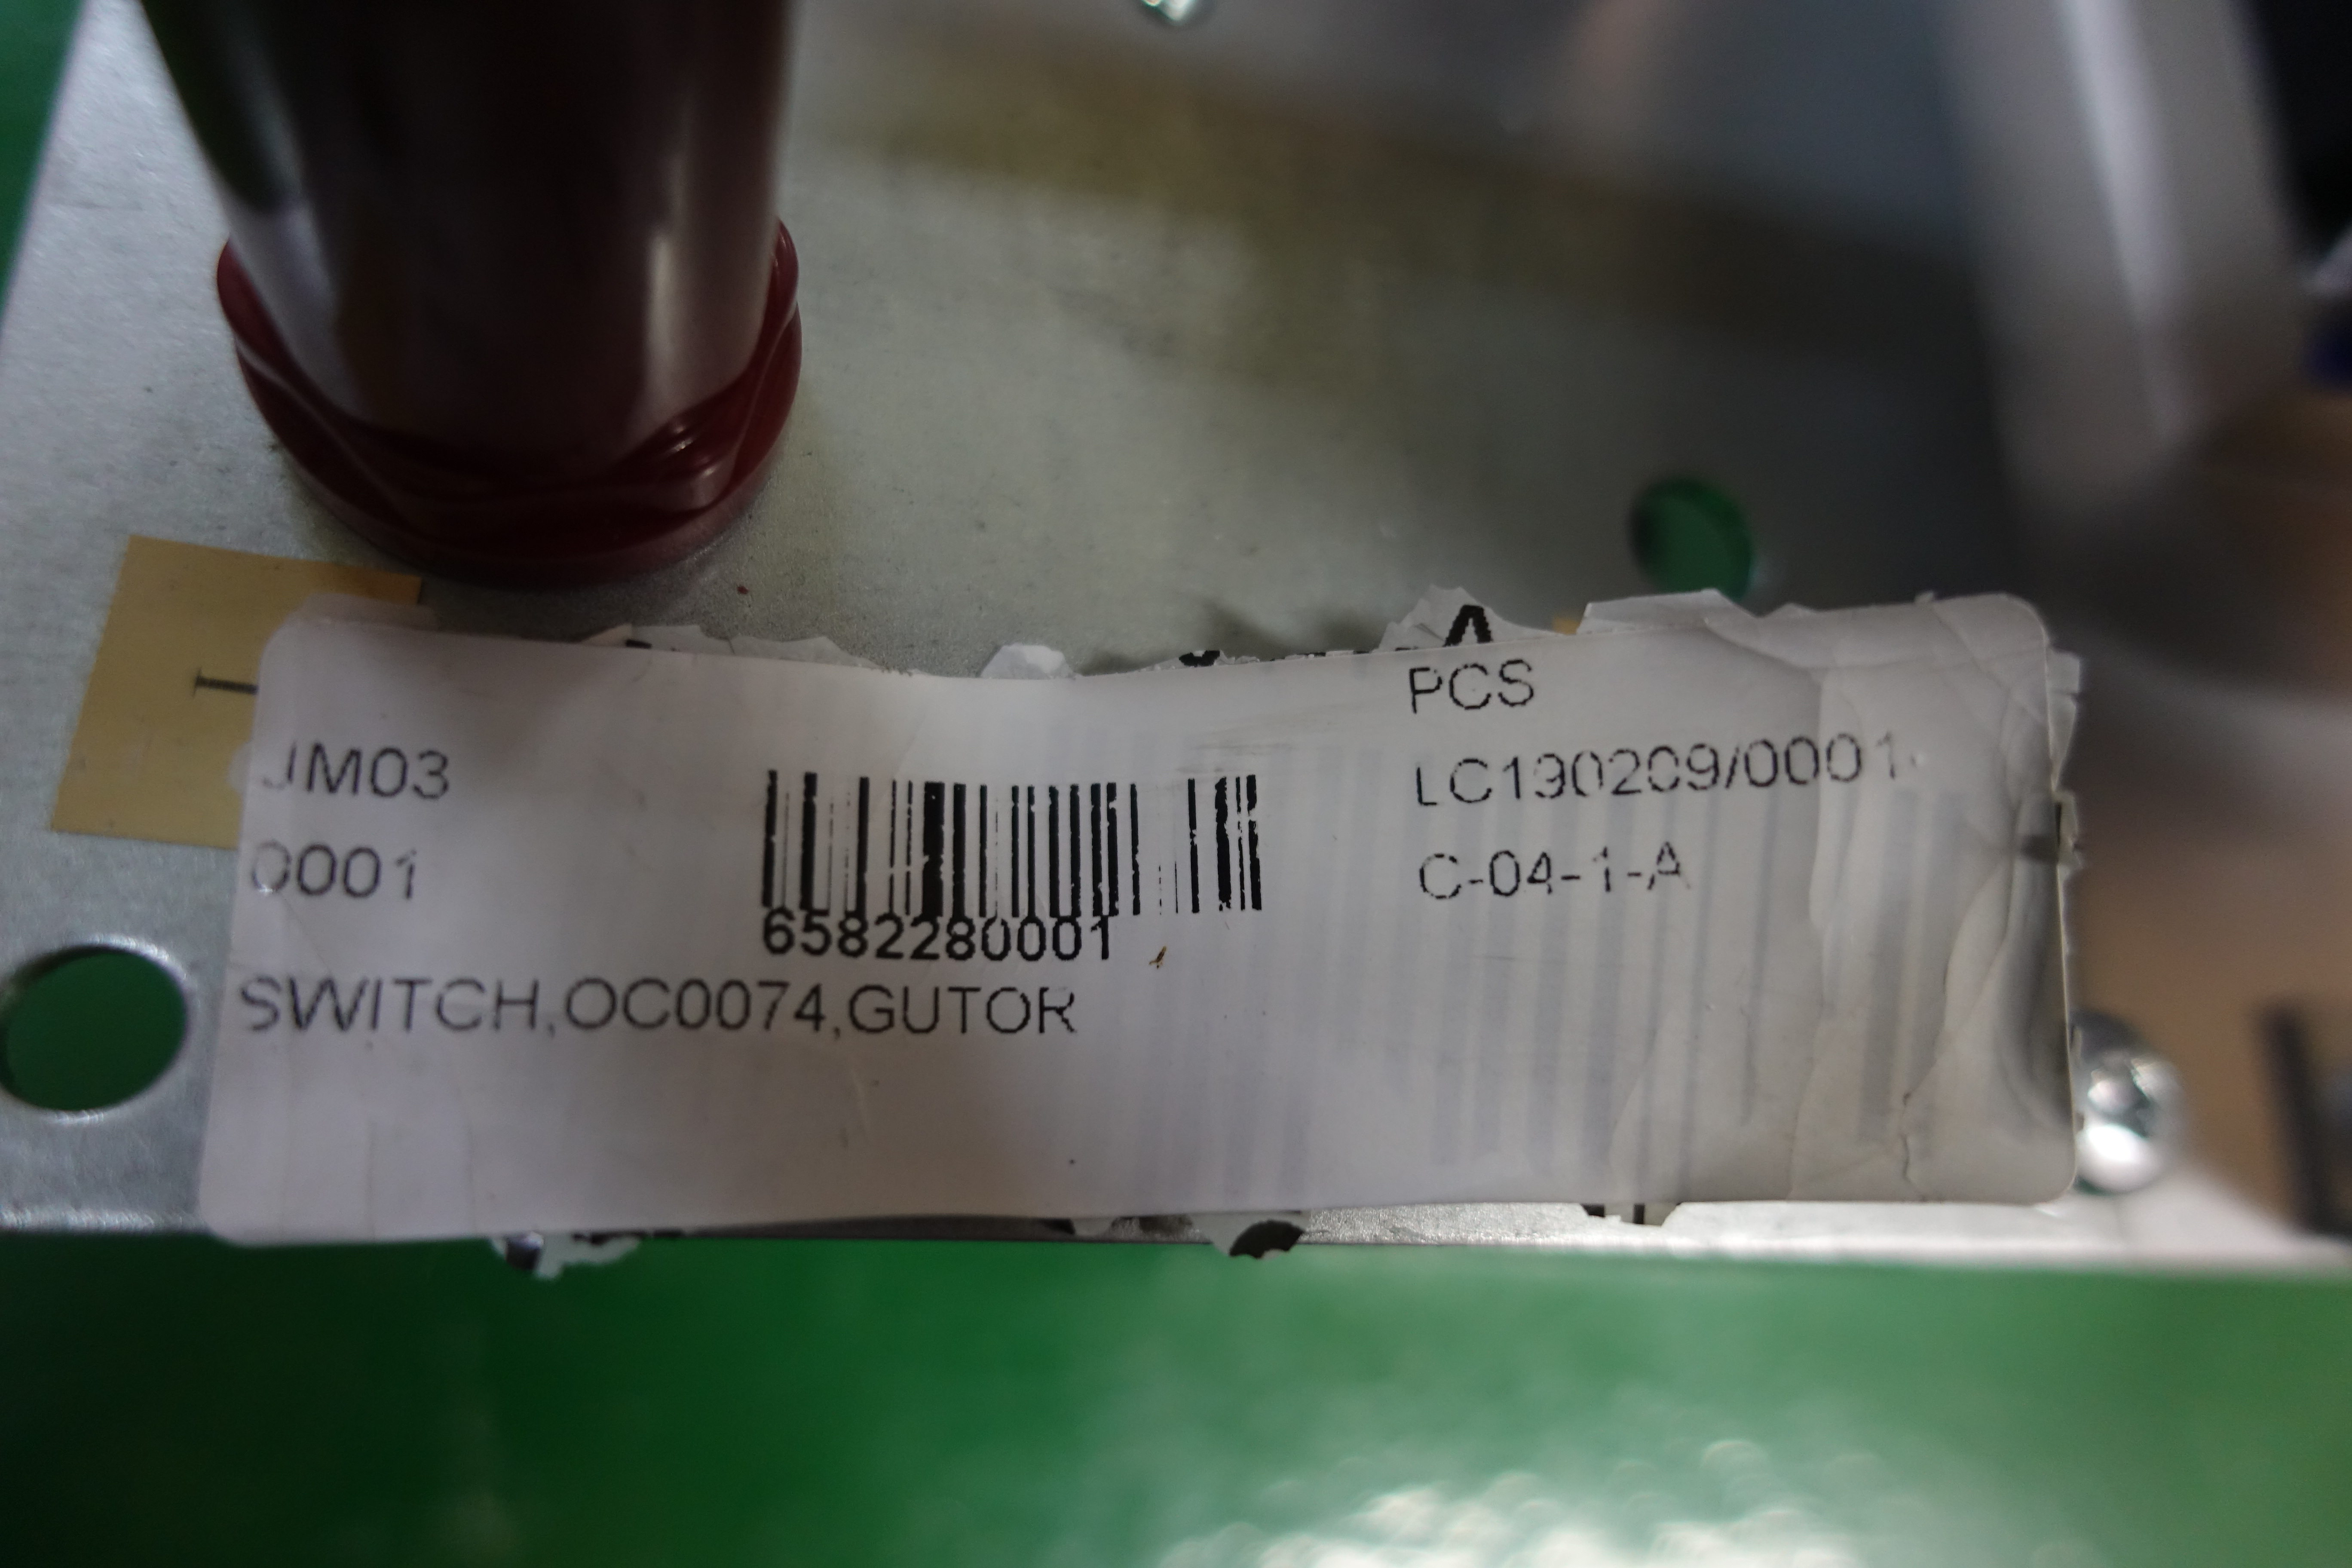 A
PCS
JM03
LC190209/0001
0001
C-04-1-A
6582280001
SWITCH,OC0074,GUTOR